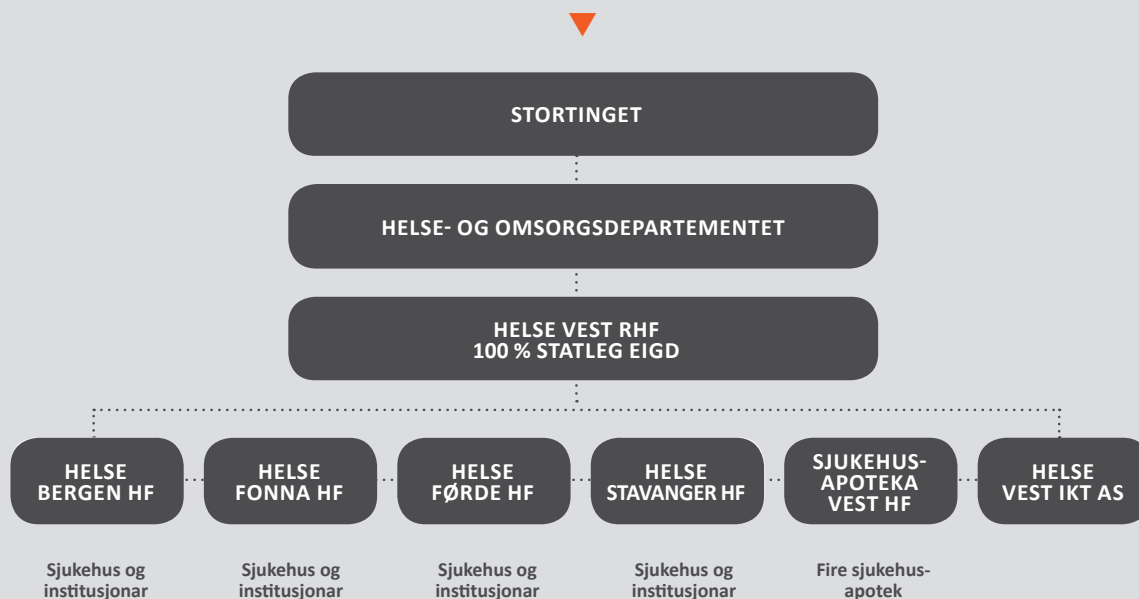 STORTINGET
HELSE- OG OMSORGSDEPARTEMENTET
HELSE VEST RHF
100 % STATLEG EIGD
HELSE
BERGEN HF
HELSE
FONNA HF
HELSE
FØRDE HF
HELSE
STAVANGER HF
SJUKEHUS-
APOTEKA
VEST HF
HELSE
VEST IKT AS
Sjukehus og
institusjonar
Sjukehus og
institusjonar
Sjukehus og
institusjonar
Sjukehus og
institusjonar
Fire sjukehus-
apotek